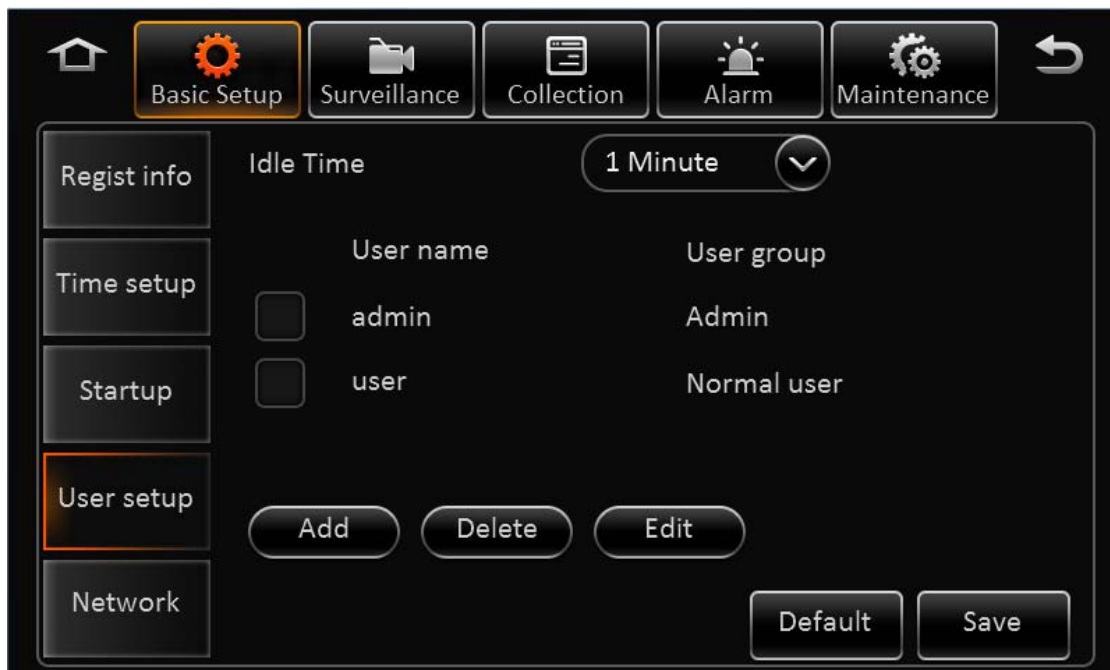 Basic Setup Surveillance Collection Alarm Maintenance
Regist info
Time setup
Startup
User setup
Network
Idle Time 1 Minute
User name User group
admin Admin
user Normal user
Add Delete Edit
Default Save